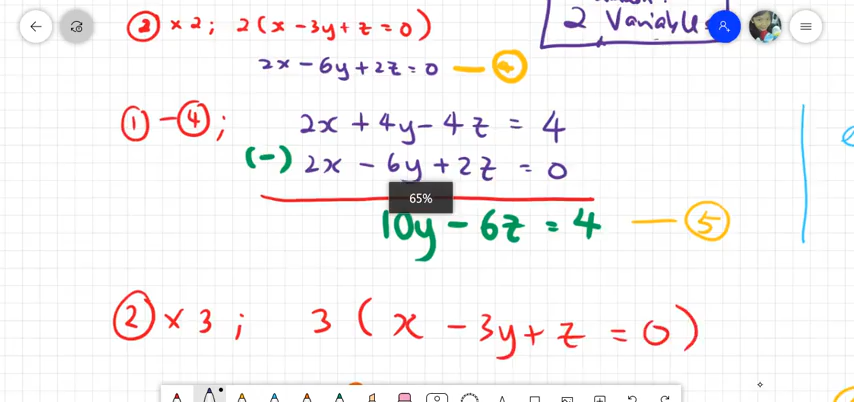 ② × 2; 2(x - 3y + z = 0)
2 Variables
2x - 6y + 2z = 0 — ④
① - ④; 2x + 4y - 4z = 4
(-) 2x - 6y + 2z = 0
65%
10y - 6z = 4 — ⑤
② × 3; 3(x - 3y + z = 0)